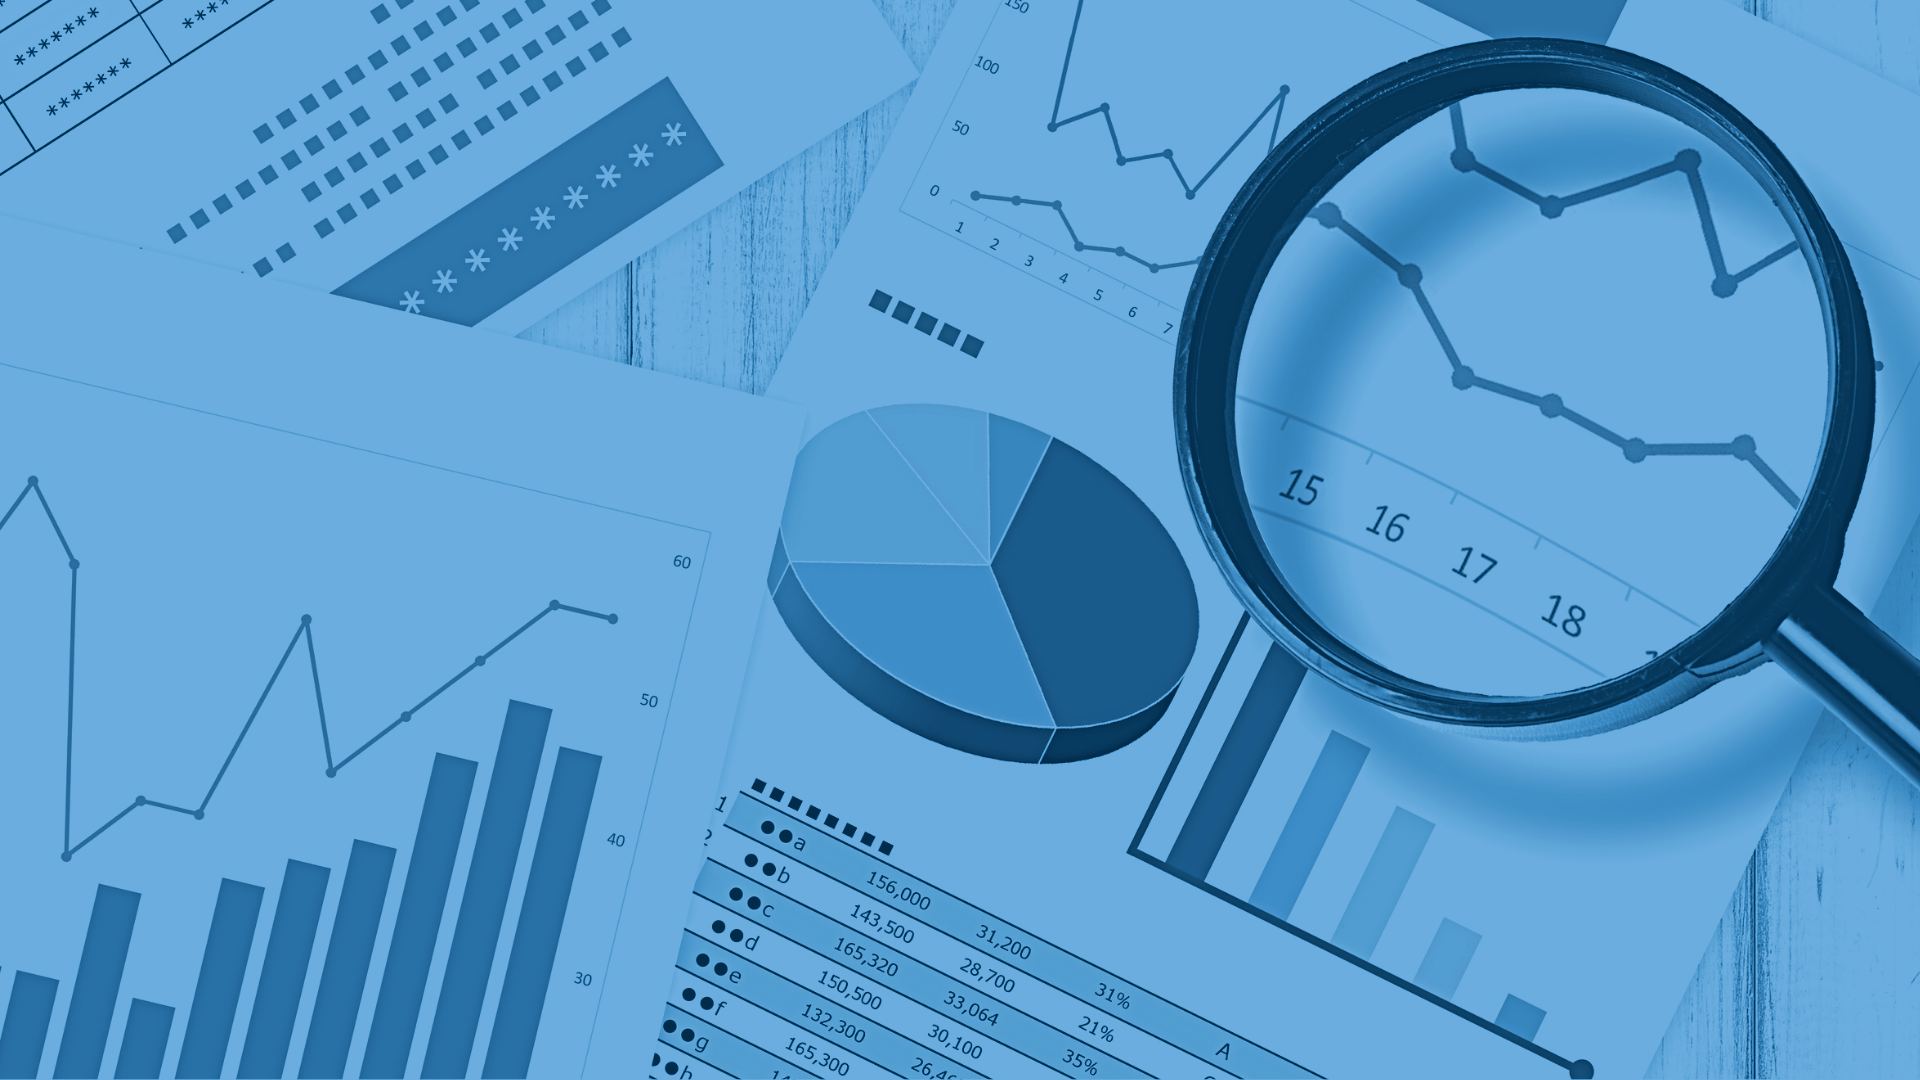 *******
*******
* * * * * * * * *
150
100
50
0
1
2
3
4
5
6
7
15
16
17
18
60
50
40
30
1
2
●●a 156,000 31,200 31% A
●●b 143,500 28,700 21%
●●c 165,320 33,064 35%
●●d 150,500 30,100
●●e 132,300
●●f 165,300
●●g